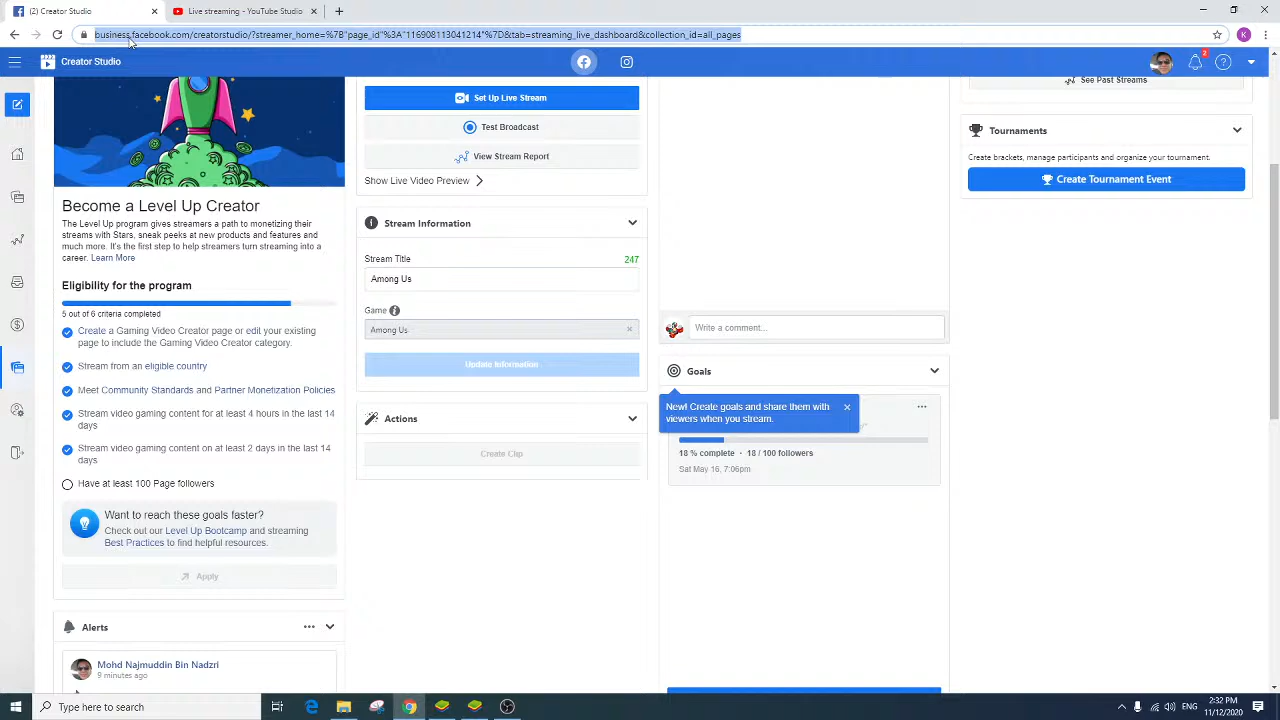 (2) Creator Studio
Live streaming - YouTube Studio
business.facebook.com/creatorstudio/?streamer_home=%7B"page_id"%3A"116908113041214"%7D&tab=streaming_live_dashboard&collection_id=all_pages
K
Creator Studio
2
Become a Level Up Creator
The Level Up program gives streamers a path to monetizing their
streams with Stars, sneak peeks at new products and features and
much more. It's the first step to help streamers turn streaming into a
career. Learn More
Eligibility for the program
5 out of 6 criteria completed
Create a Gaming Video Creator page or edit your existing
page to include the Gaming Video Creator category.
Stream from an eligible country
Meet Community Standards and Partner Monetization Policies
Stream video gaming content for at least 4 hours in the last 14
days
Stream video gaming content on at least 2 days in the last 14
days
Have at least 100 Page followers
Want to reach these goals faster?
Check out our Level Up Bootcamp and streaming
Best Practices to find helpful resources.
Apply
Alerts
Mohd Najmuddin Bin Nadzri
9 minutes ago
Set Up Live Stream
Test Broadcast
View Stream Report
Show Live Video Preview
Stream Information
Stream Title
247
Among Us
Game
Among Us
Update Information
Actions
Create Clip
Write a comment...
Goals
New! Create goals and share them with
viewers when you stream.
18 % complete · 18 / 100 followers
Sat May 16, 7:06pm
See Past Streams
Tournaments
Create brackets, manage participants and organize your tournament.
Create Tournament Event
Type here to search
ENG
2:32 PM
11/12/2020